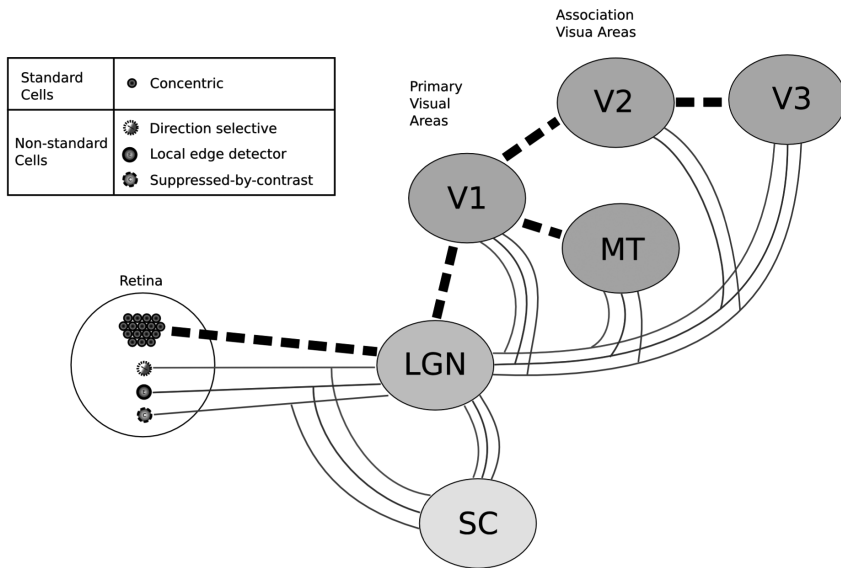 Association
Visua Areas
Standard
Cells
Concentric
Non-standard
Cells
Direction selective
Local edge detector
Suppressed-by-contrast
Primary
Visual
Areas
V2
V3
V1
MT
Retina
LGN
SC